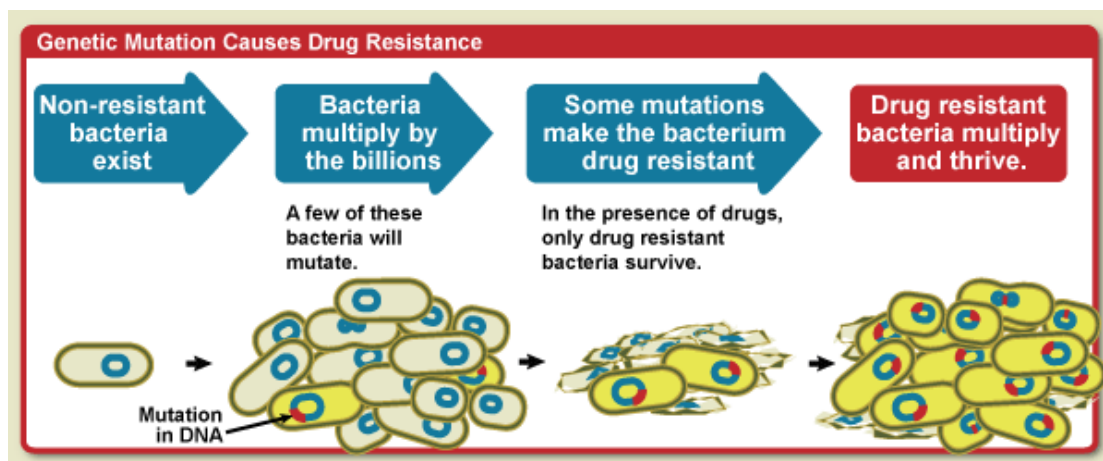 Genetic Mutation Causes Drug Resistance
Non-resistant
bacteria
exist
Bacteria
multiply by
the billions
Some mutations
make the bacterium
drug resistant
Drug resistant
bacteria multiply
and thrive.
A few of these
bacteria will
mutate.
In the presence of drugs,
only drug resistant
bacteria survive.
Mutation
in DNA